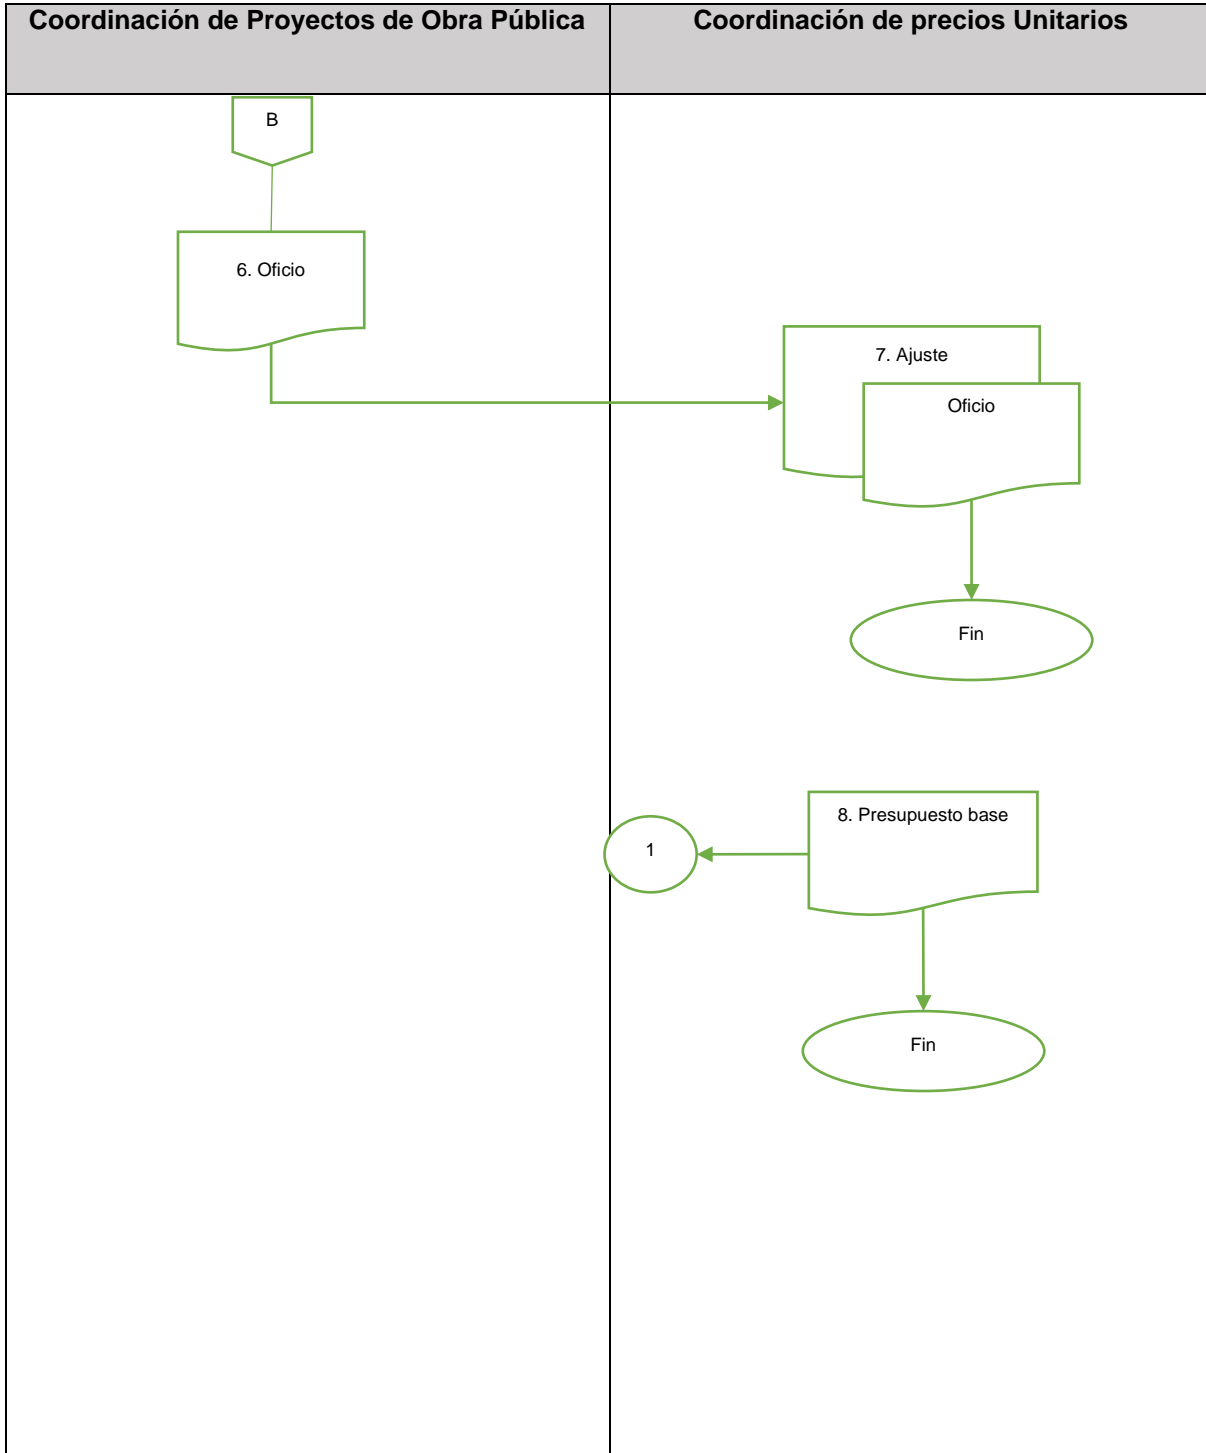 Coordinación de Proyectos de Obra Pública
Coordinación de precios Unitarios
B
6. Oficio
7. Ajuste
Oficio
Fin
8. Presupuesto base
1
Fin